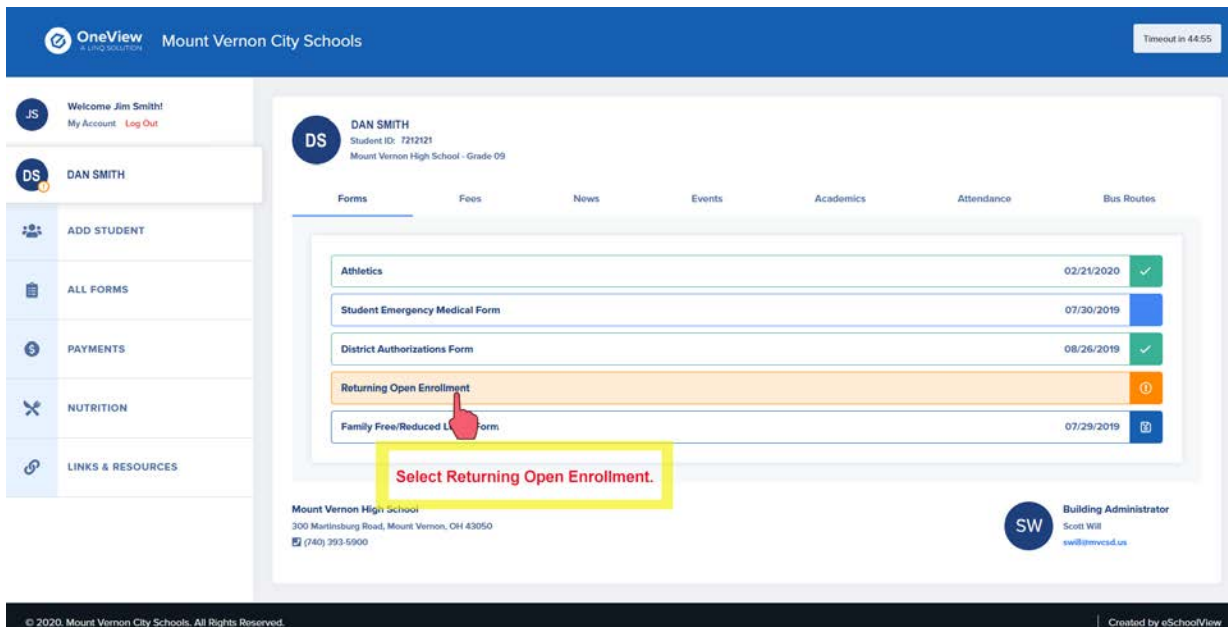 OneView
A LINQ SOLUTION
Mount Vernon City Schools
Timeout in 44:55
JS
Welcome Jim Smith!
My Account Log Out
DS
DAN SMITH
ADD STUDENT
ALL FORMS
PAYMENTS
NUTRITION
LINKS & RESOURCES
DS
DAN SMITH
Student ID: 7212121
Mount Vernon High School - Grade 09
Forms Fees News Events Academics Attendance Bus Routes
Athletics 02/21/2020
Student Emergency Medical Form 07/30/2019
District Authorizations Form 08/26/2019
Returning Open Enrollment
Family Free/Reduced Form 07/29/2019
Select Returning Open Enrollment.
Mount Vernon High School
300 Martinsburg Road, Mount Vernon, OH 43050
(740) 393-5900
SW
Building Administrator
Scott Will
swill@mvcsd.us
© 2020. Mount Vernon City Schools. All Rights Reserved.
Created by eSchoolView